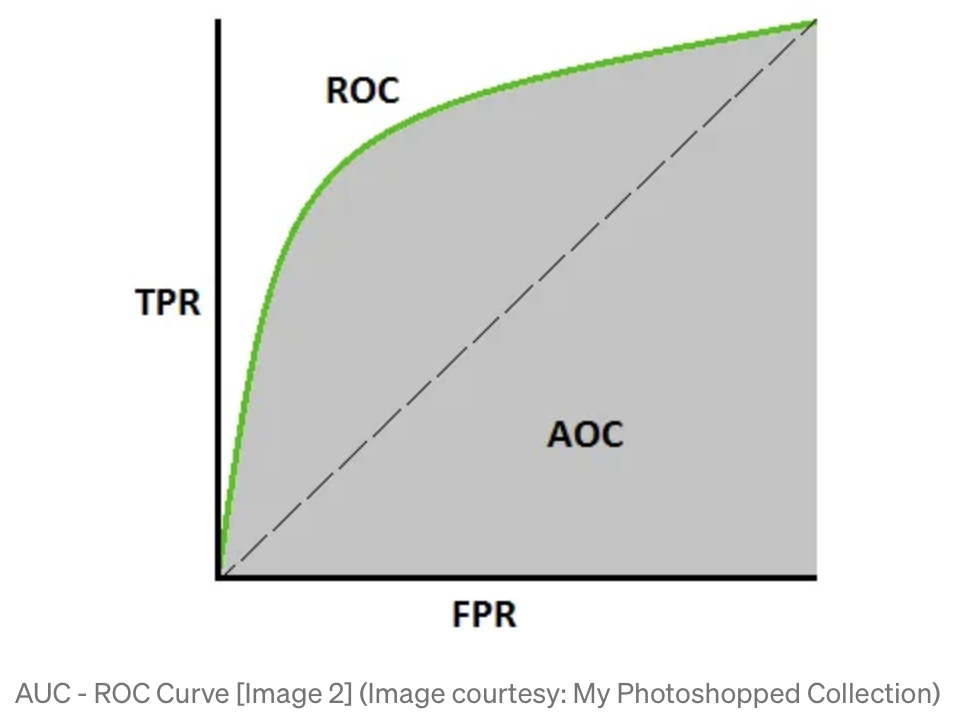 ROC
TPR
AOC
FPR
AUC - ROC Curve [Image 2] (Image courtesy: My Photoshopped Collection)